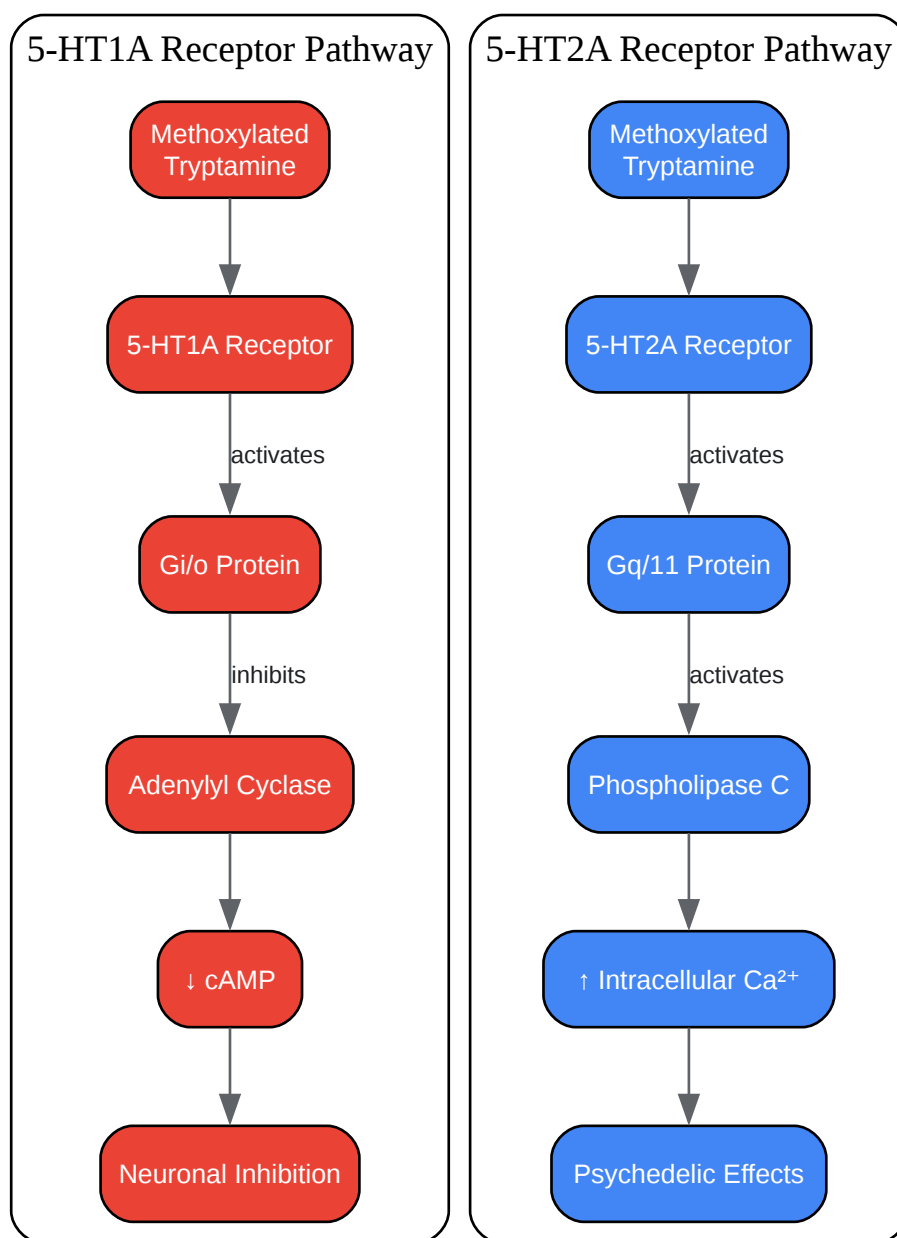 5-HT1A Receptor Pathway
Methoxylated
Tryptamine
5-HT1A Receptor
activates
Gi/o Protein
inhibits
Adenylyl Cyclase
↓ cAMP
Neuronal Inhibition
5-HT2A Receptor Pathway
Methoxylated
Tryptamine
5-HT2A Receptor
activates
Gq/11 Protein
activates
Phospholipase C
↑ Intracellular Ca²⁺
Psychedelic Effects